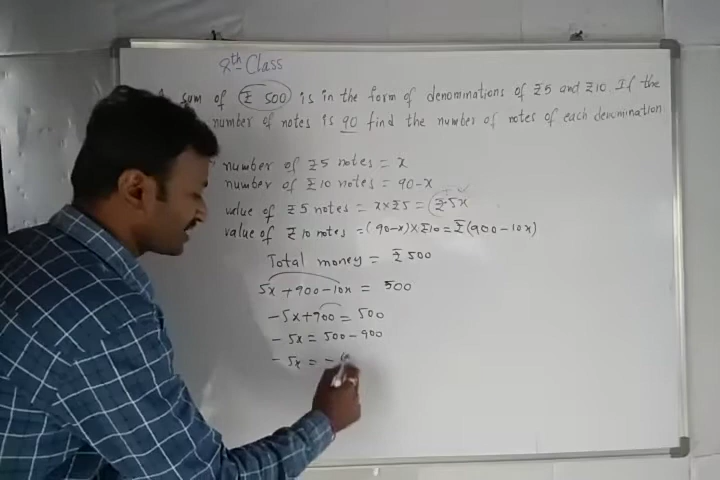 8th Class
sum of ₹ 500 is in the form of denominations of ₹5 and ₹10. If the
number of notes is 90 find the number of notes of each denomination.
number of ₹5 notes = x
number of ₹10 notes = 90-x
value of ₹5 notes = x×₹5 = ₹5x
value of ₹10 notes = (90-x)×₹10 = ₹(900-10x)
Total money = ₹500
5x+900-10x = 500
-5x+900 = 500
-5x = 500-900
-5x = -